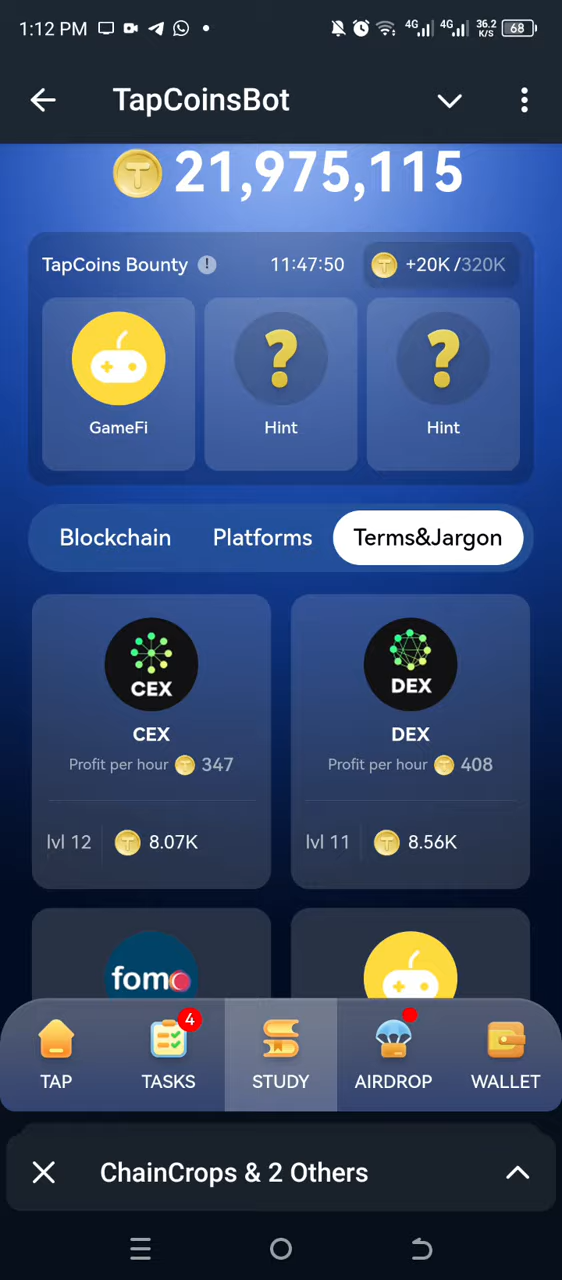 1:12 PM 4G 4G 36.2 K/S 68
TapCoinsBot
21,975,115
TapCoins Bounty ! 11:47:50 +20K /320K
? ?
GameFi Hint Hint
Blockchain Platforms Terms&Jargon
CEX DEX
CEX DEX
Profit per hour 347 Profit per hour 408
lvl 12 8.07K lvl 11 8.56K
fomo
4
TAP TASKS STUDY AIRDROP WALLET
ChainCrops & 2 Others